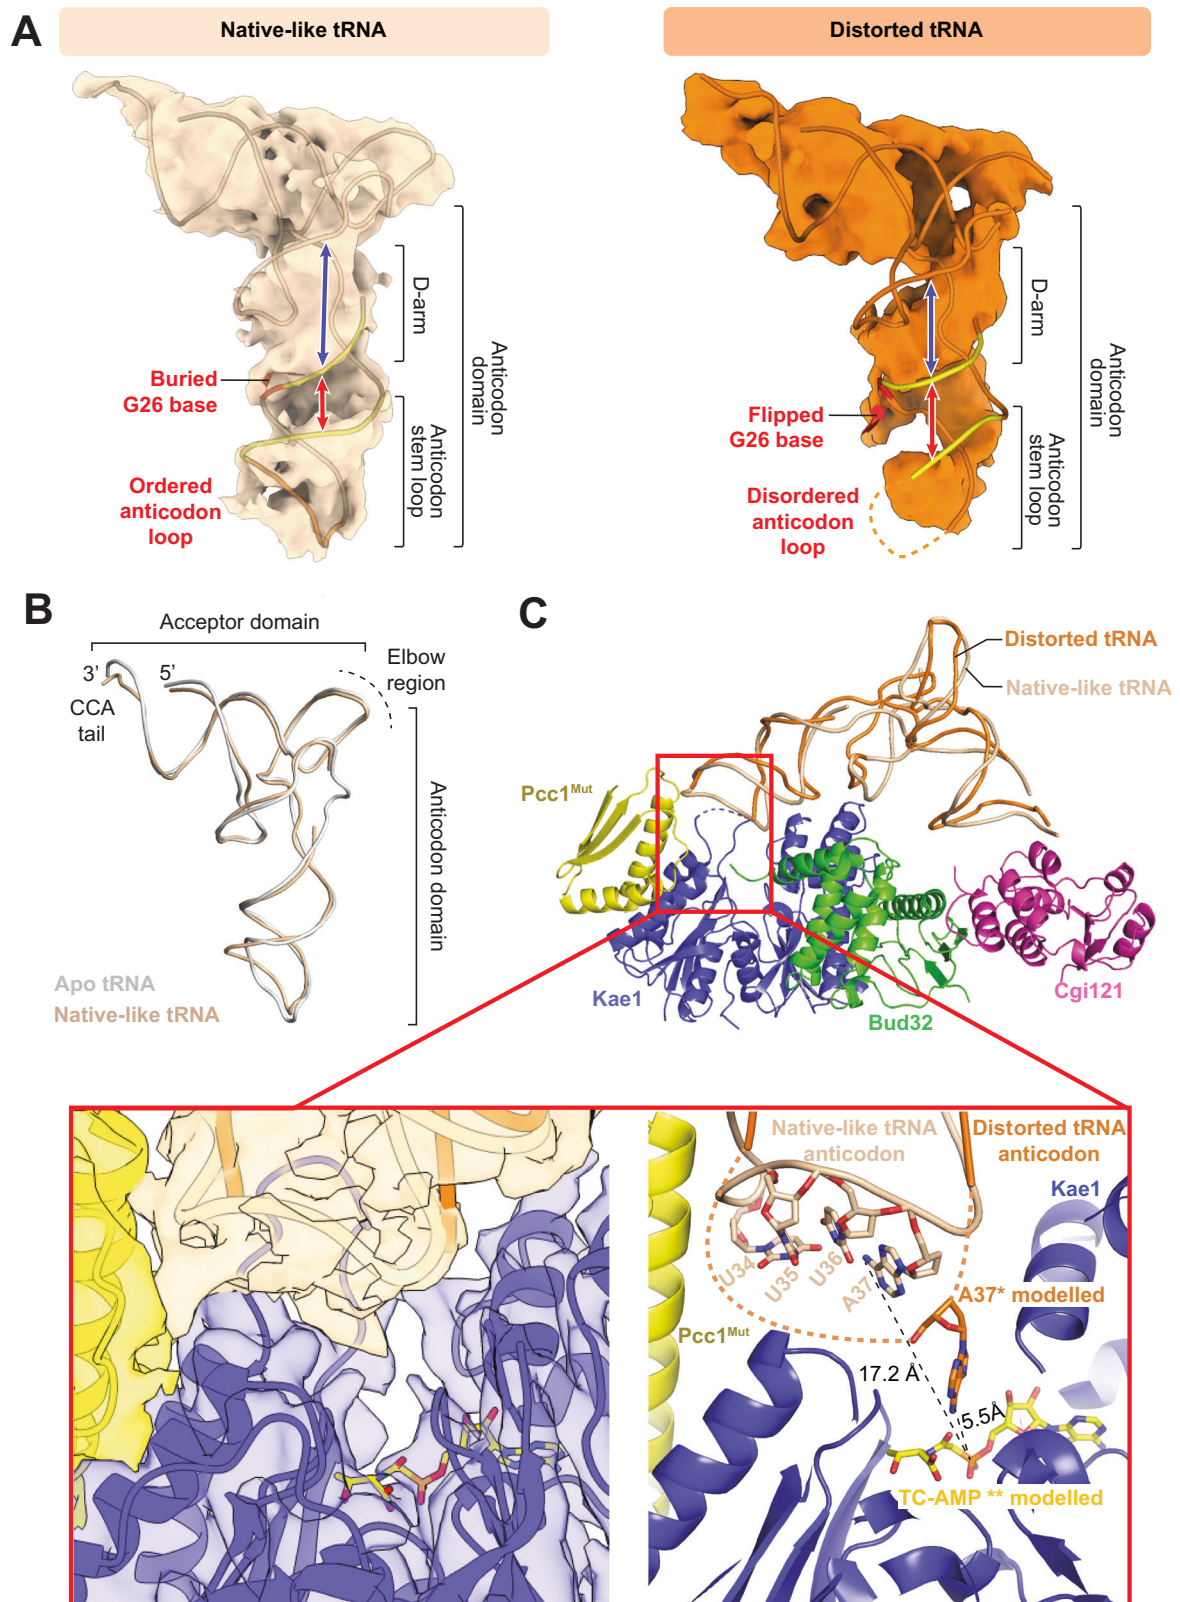 A
Native-like tRNA
Distorted tRNA
D-arm
Anticodon
domain
Anticodon
stem loop
Buried
G26 base
Ordered
anticodon
loop
D-arm
Anticodon
domain
Anticodon
stem loop
Flipped
G26 base
Disordered
anticodon
loop
B
Acceptor domain
3’
5’
CCA
tail
Elbow
region
Anticodon domain
Apo tRNA
Native-like tRNA
C
Distorted tRNA
Native-like tRNA
Pcc1Mut
Kae1
Bud32
Cgi121
Native-like tRNA
anticodon
Distorted tRNA
anticodon
Kae1
U34
U35
U36
A37
A37* modelled
Pcc1Mut
17.2 Å
5.5Å
TC-AMP ** modelled